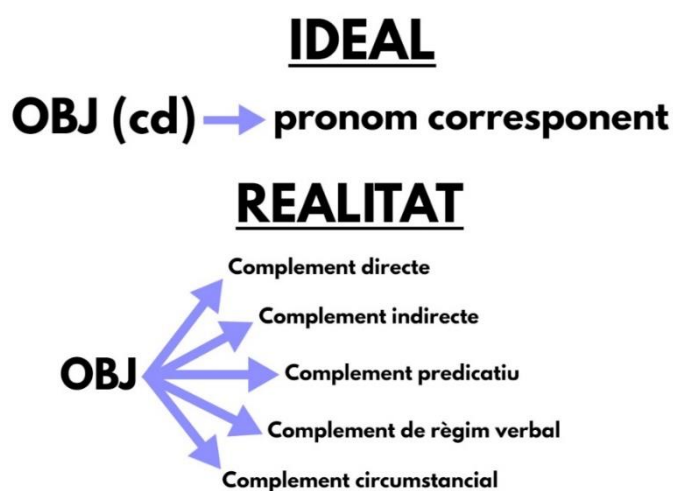 IDEAL
OBJ (cd) pronom corresponent
REALITAT
Complement directe
Complement indirecte
OBJ
Complement predicatiu
Complement de règim verbal
Complement circumstancial